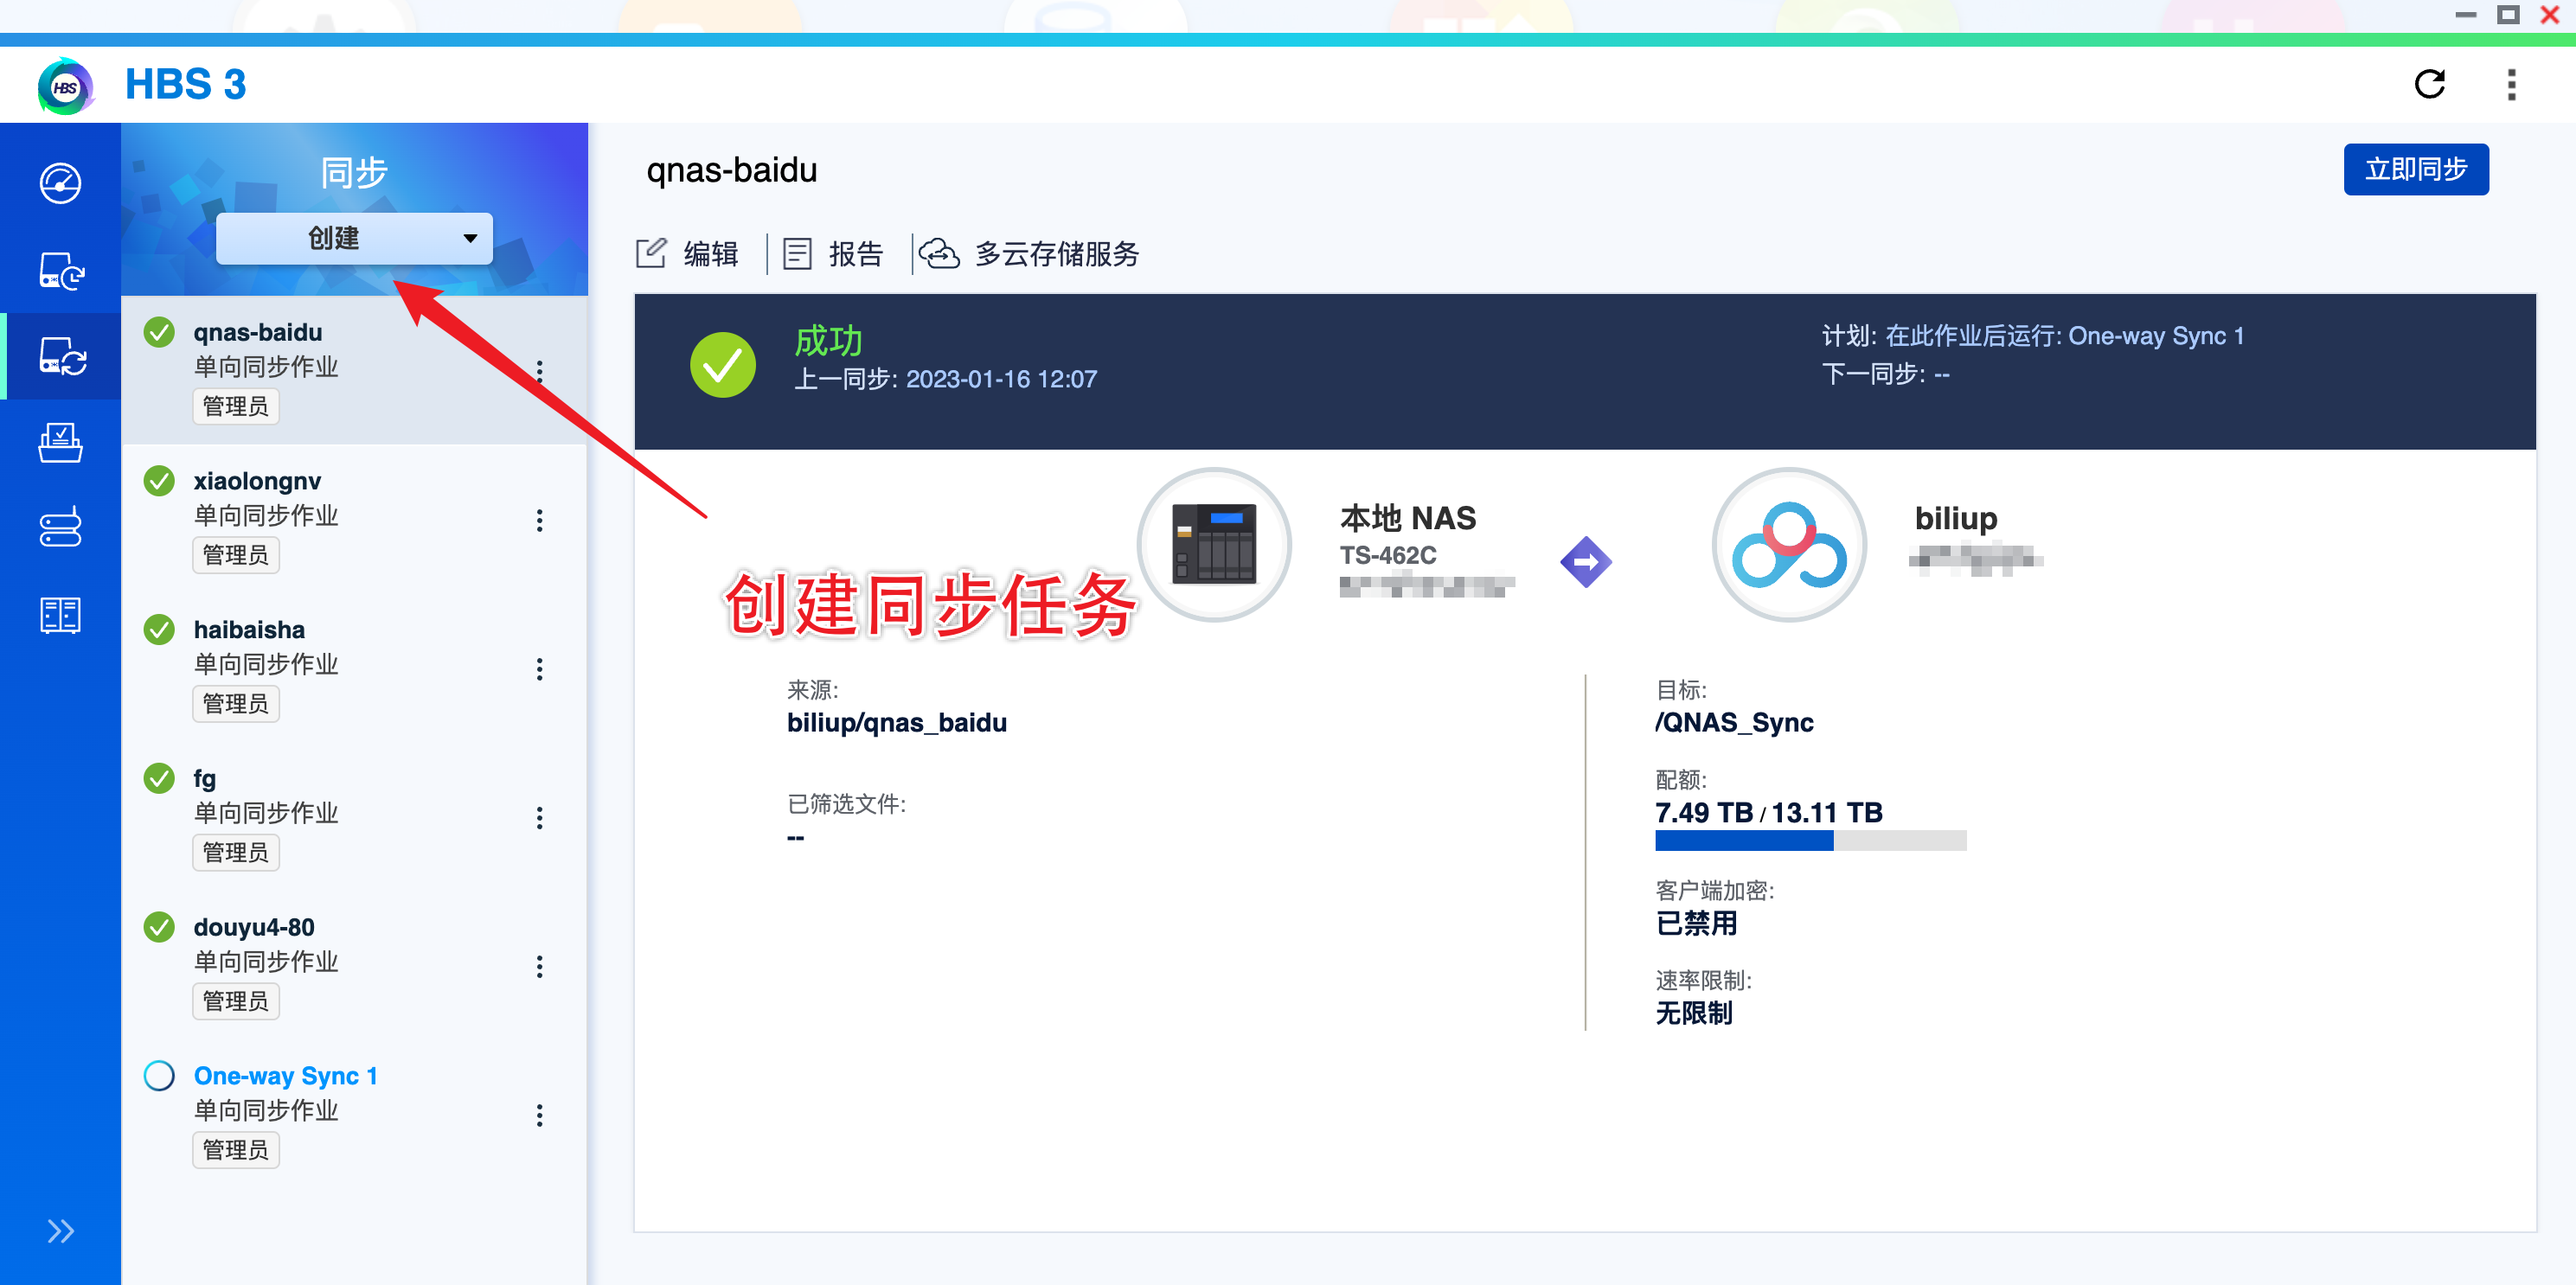 HBS
HBS 3
同步
创建
qnas-baidu
单向同步作业
管理员
xiaolongnv
单向同步作业
管理员
haibaisha
单向同步作业
管理员
fg
单向同步作业
管理员
douyu4-80
单向同步作业
管理员
One-way Sync 1
单向同步作业
管理员
qnas-baidu
立即同步
编辑
报告
多云存储服务
成功
上一同步: 2023-01-16 12:07
计划: 在此作业后运行: One-way Sync 1
下一同步: --
本地 NAS
TS-462C
biliup
创建同步任务
来源:
biliup/qnas_baidu
已筛选文件:
--
目标:
/QNAS_Sync
配额:
7.49 TB / 13.11 TB
客户端加密:
已禁用
速率限制:
无限制